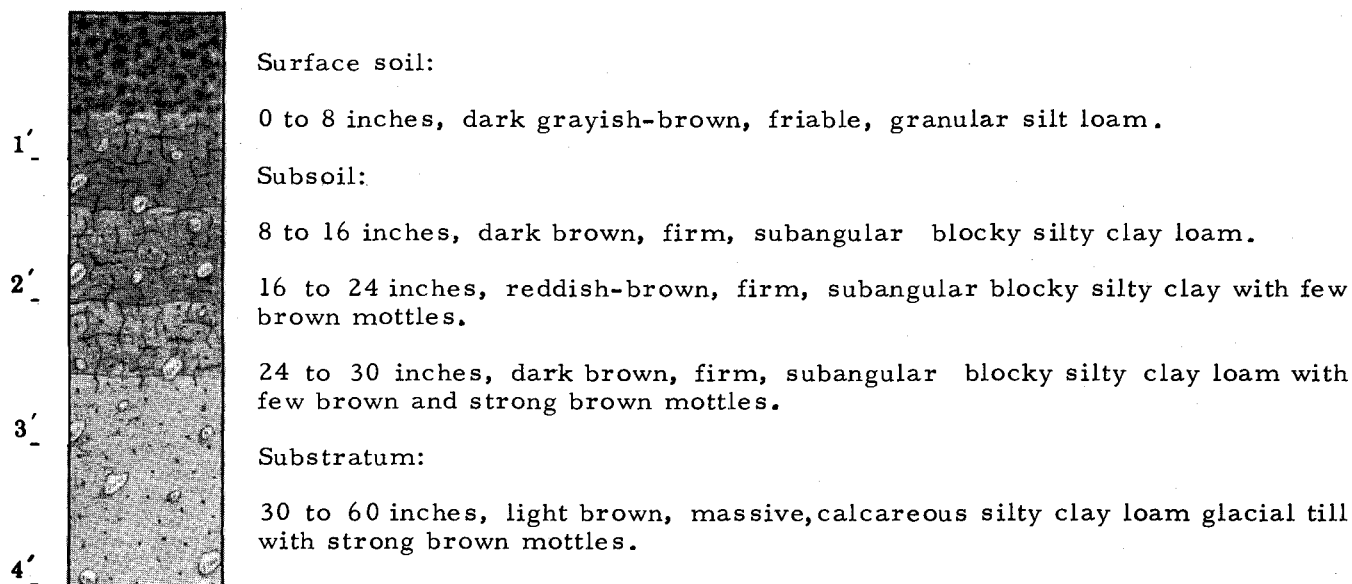 Surface soil:
0 to 8 inches, dark grayish-brown, friable, granular silt loam.
1'
Subsoil:
8 to 16 inches, dark brown, firm, subangular blocky silty clay loam.
2'
16 to 24 inches, reddish-brown, firm, subangular blocky silty clay with few
brown mottles.
24 to 30 inches, dark brown, firm, subangular blocky silty clay loam with
few brown and strong brown mottles.
3'
Substratum:
30 to 60 inches, light brown, massive, calcareous silty clay loam glacial till
with strong brown mottles.
4'